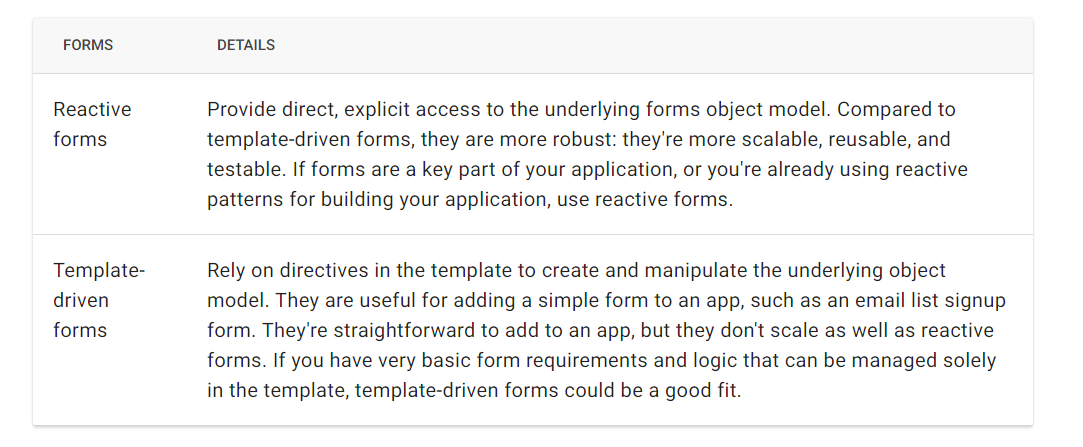 FORMS DETAILS
Reactive forms
Provide direct, explicit access to the underlying forms object model. Compared to
template-driven forms, they are more robust: they're more scalable, reusable, and
testable. If forms are a key part of your application, or you're already using reactive
patterns for building your application, use reactive forms.
Template-
driven
forms
Rely on directives in the template to create and manipulate the underlying object
model. They are useful for adding a simple form to an app, such as an email list signup
form. They're straightforward to add to an app, but they don't scale as well as reactive
forms. If you have very basic form requirements and logic that can be managed solely
in the template, template-driven forms could be a good fit.